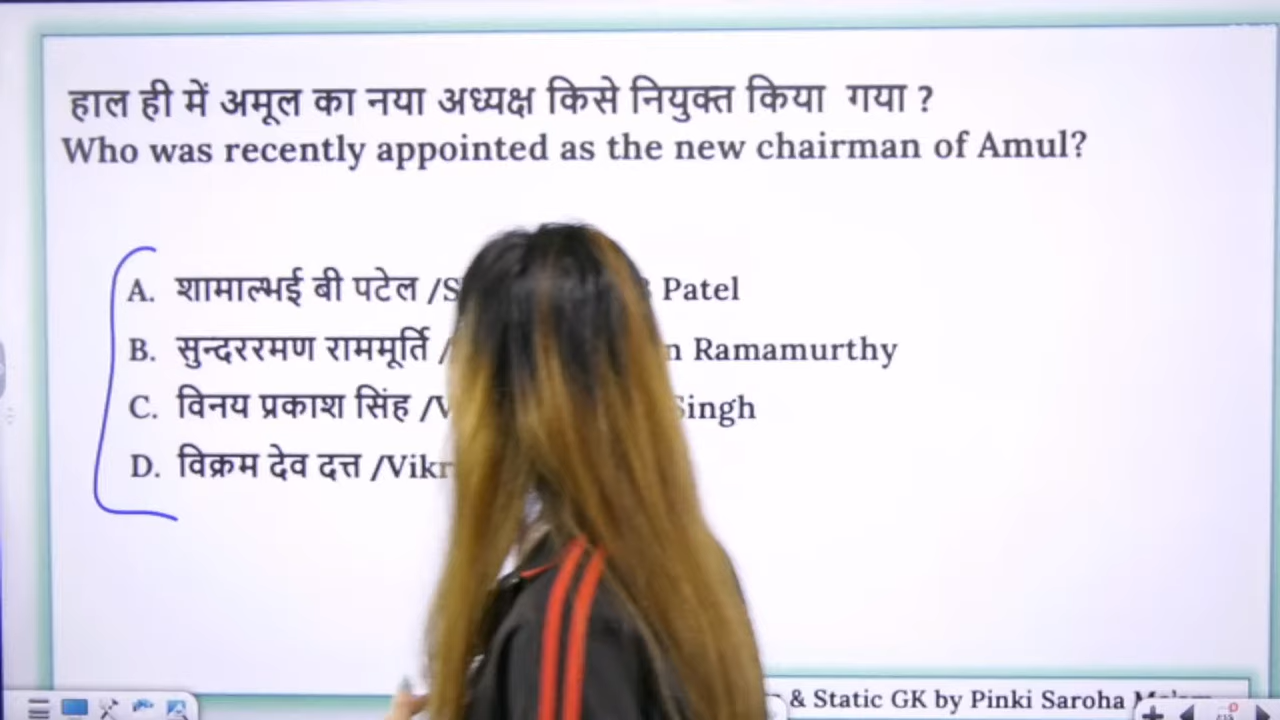 हाल ही में अमूल का नया अध्यक्ष किसे नियुक्त किया गया ?
Who was recently appointed as the new chairman of Amul?
A. शामाल्भई बी पटेल / Patel
B. सुन्दररमण राममूर्ति / Ramamurthy
C. विनय प्रकाश सिंह / Singh
D. विक्रम देव दत्त /
& Static GK by Pinki Saroha